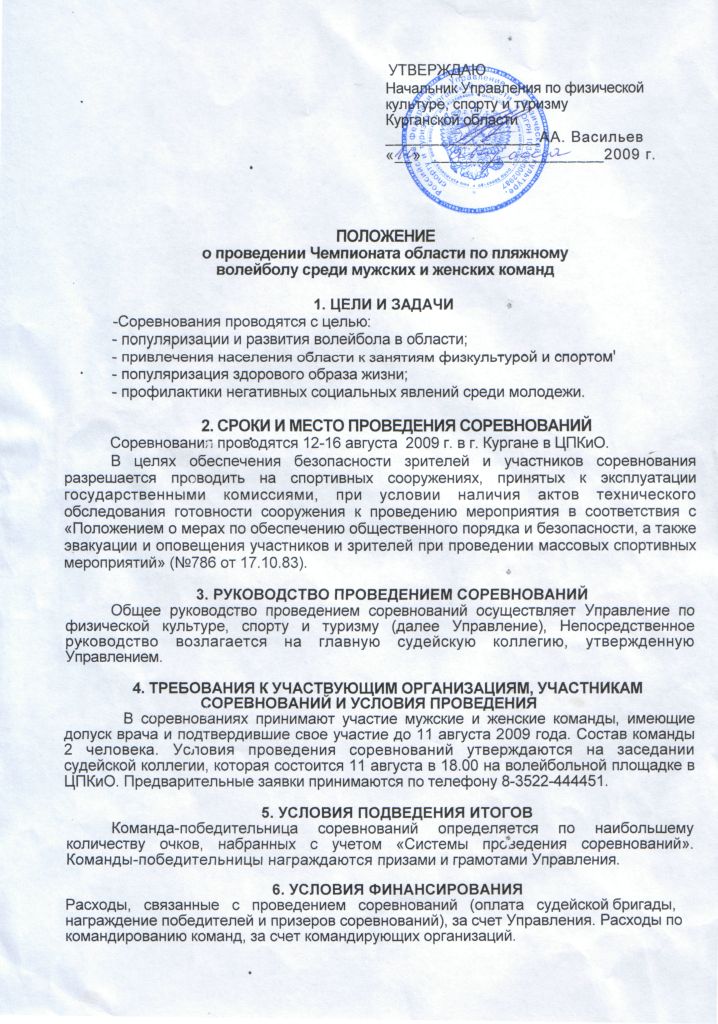 УТВЕРЖДАЮ
Начальник Управления по физической
культуре, спорту и туризму
Курганской области
А.А. Васильев
« » 2009 г.
ПОЛОЖЕНИЕ
о проведении Чемпионата области по пляжному
волейболу среди мужских и женских команд
1. ЦЕЛИ И ЗАДАЧИ
-Соревнования проводятся с целью:
- популяризации и развития волейбола в области;
- привлечения населения области к занятиям физкультурой и спортом'
- популяризация здорового образа жизни;
- профилактики негативных социальных явлений среди молодежи.
2. СРОКИ И МЕСТО ПРОВЕДЕНИЯ СОРЕВНОВАНИЙ
Соревнования проводятся 12-16 августа 2009 г. в г. Кургане в ЦПКиО.
В целях обеспечения безопасности зрителей и участников соревнования
разрешается проводить на спортивных сооружениях, принятых к эксплуатации
государственными комиссиями, при условии наличия актов технического
обследования готовности сооружения к проведению мероприятия в соответствия с
«Положением о мерах по обеспечению общественного порядка и безопасности, а также
эвакуации и оповещения участников и зрителей при проведении массовых спортивных
мероприятий» (№786 от 17.10.83).
3. РУКОВОДСТВО ПРОВЕДЕНИЕМ СОРЕВНОВАНИЙ
Общее руководство проведением соревнований осуществляет Управление по
физической культуре, спорту и туризму (далее Управление), Непосредственное
руководство возлагается на главную судейскую коллегию, утвержденную
Управлением.
4. ТРЕБОВАНИЯ К УЧАСТВУЮЩИМ ОРГАНИЗАЦИЯМ, УЧАСТНИКАМ
СОРЕВНОВАНИЙ И УСЛОВИЯ ПРОВЕДЕНИЯ
В соревнованиях принимают участие мужские и женские команды, имеющие
допуск врача и подтвердившие свое участие до 11 августа 2009 года. Состав команды
2 человека. Условия проведения соревнований утверждаются на заседании
судейской коллегии, которая состоится 11 августа в 18.00 на волейбольной площадке в
ЦПКиО. Предварительные заявки принимаются по телефону 8-3522-444451.
5. УСЛОВИЯ ПОДВЕДЕНИЯ ИТОГОВ
Команда-победительница соревнований определяется по наибольшему
количеству очков, набранных с учетом «Системы проведения соревнований».
Команды-победительницы награждаются призами и грамотами Управления.
6. УСЛОВИЯ ФИНАНСИРОВАНИЯ
Расходы, связанные с проведением соревнований (оплата судейской бригады,
награждение победителей и призеров соревнований), за счет Управления. Расходы по
командированию команд, за счет командирующих организаций.